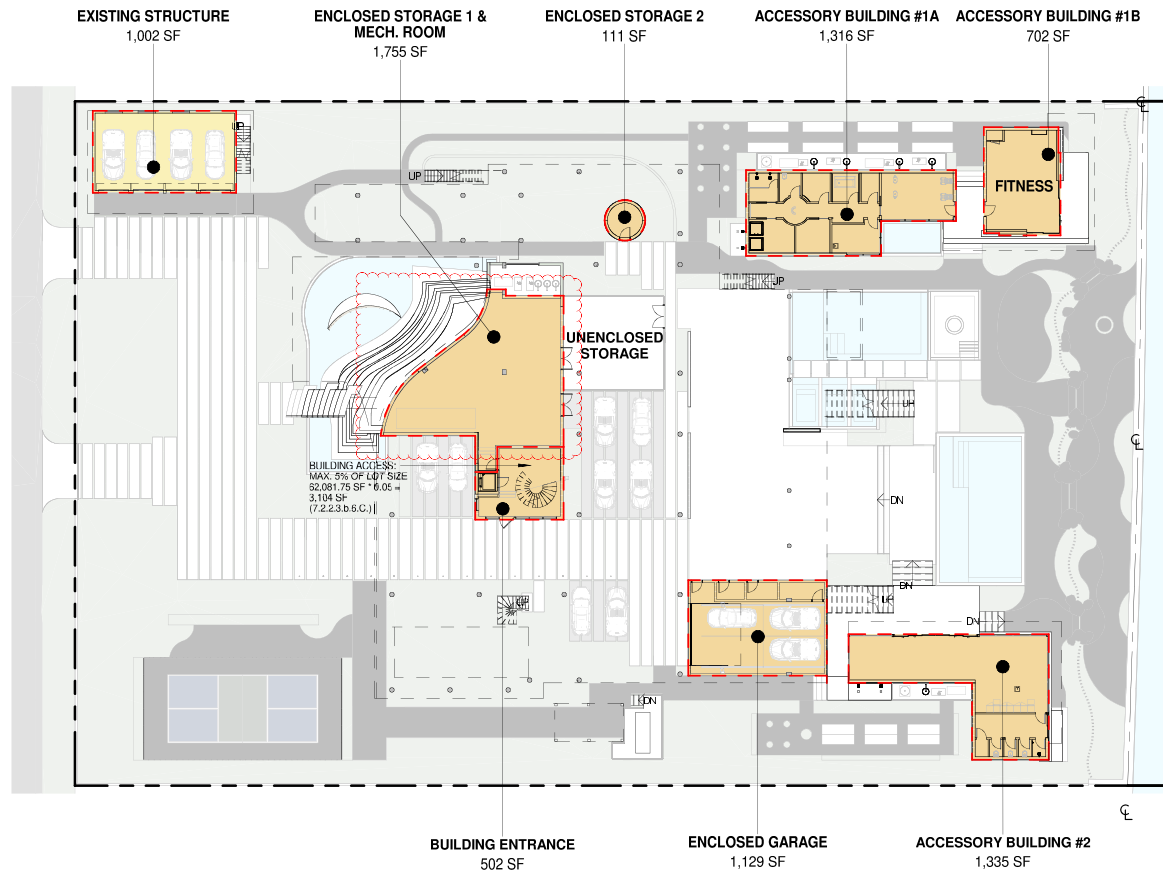 EXISTING STRUCTURE
1,002 SF
ENCLOSED STORAGE 1 &
MECH. ROOM
1,755 SF
ENCLOSED STORAGE 2
111 SF
ACCESSORY BUILDING #1A
1,316 SF
ACCESSORY BUILDING #1B
702 SF
UP
UP
FITNESS
UP
UNENCLOSED
STORAGE
UP
BUILDING ACCESS:
MAX. 5% OF LOT SIZE
62,081.75 SF * 0.05 =
3,104 SF
(7.2.2.3.b.6.C.)
DN
DN
DN
DN
BUILDING ENTRANCE
502 SF
ENCLOSED GARAGE
1,129 SF
ACCESSORY BUILDING #2
1,335 SF